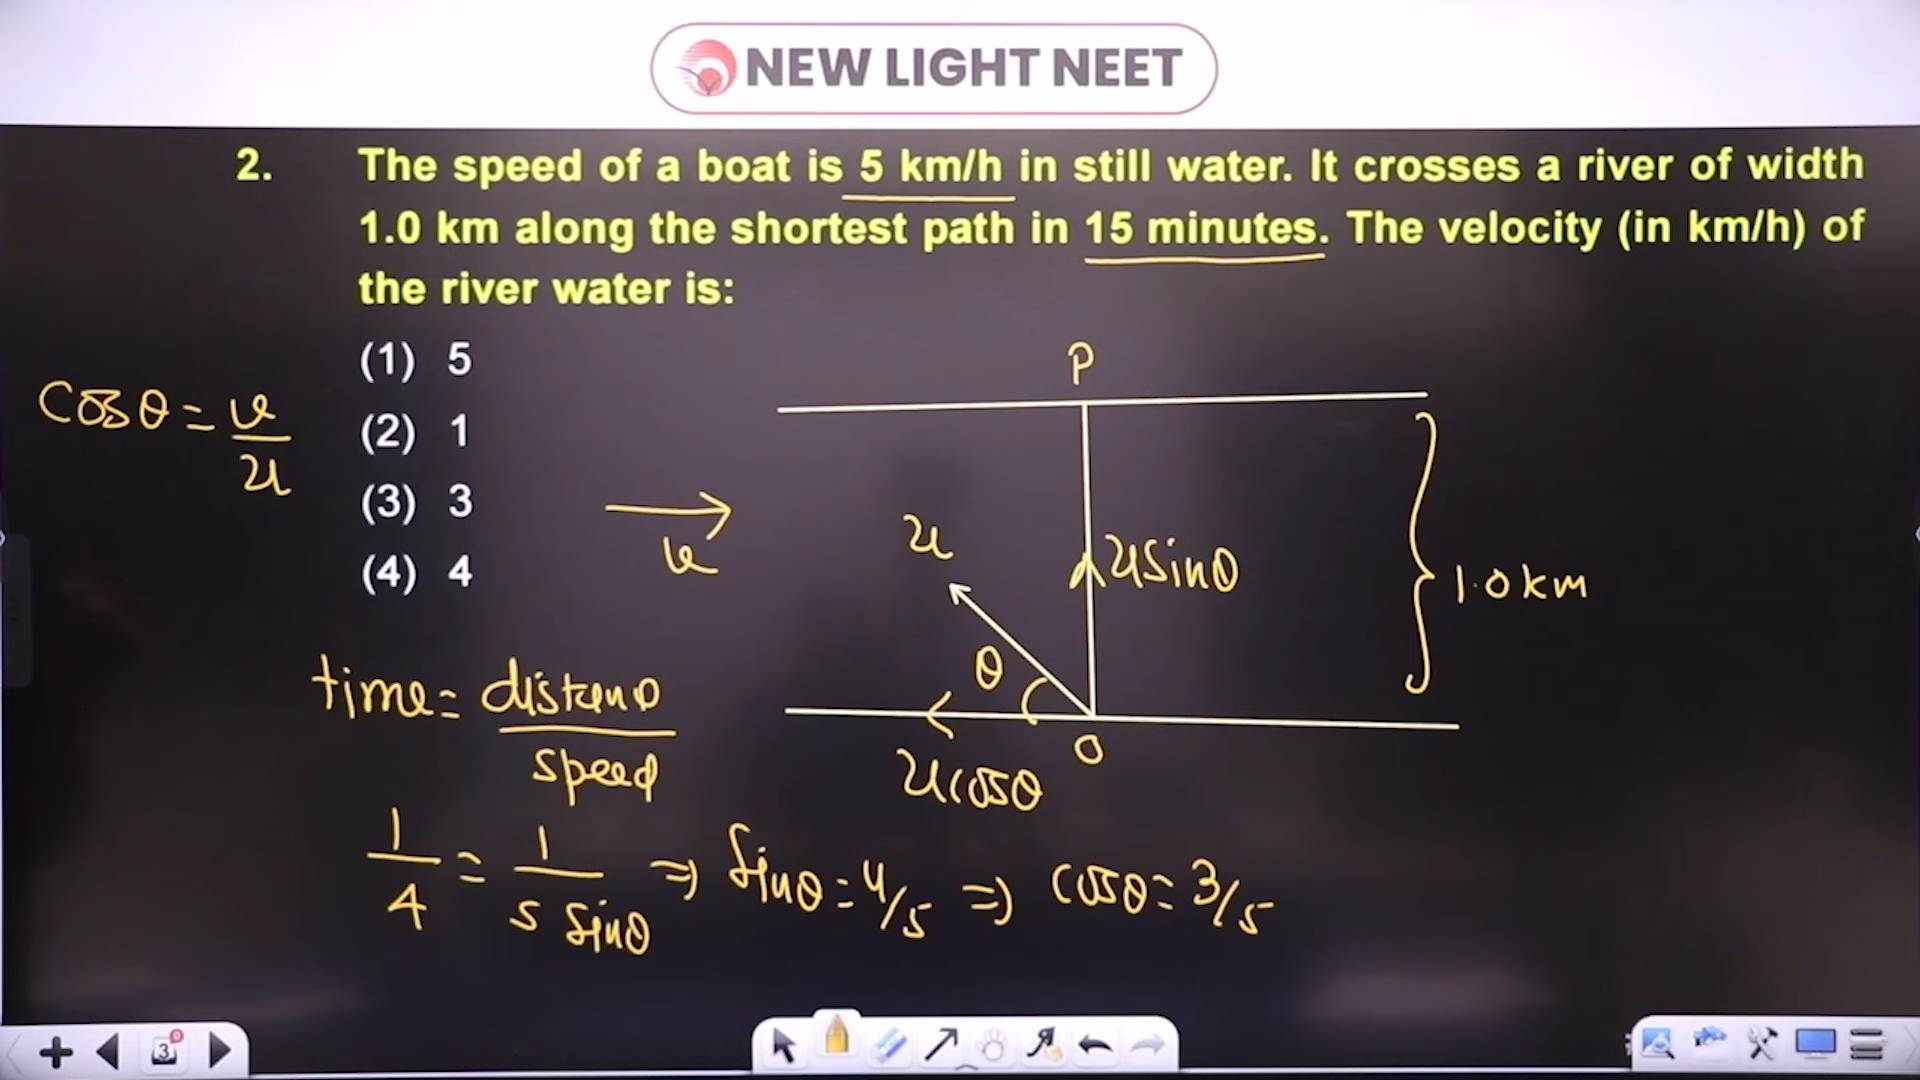 NEW LIGHT NEET
2. The speed of a boat is 5 km/h in still water. It crosses a river of width
1.0 km along the shortest path in 15 minutes. The velocity (in km/h) of
the river water is:
(1) 5
(2) 1
(3) 3
(4) 4
cosθ = v/u
P
v
u
usinθ
1.0 km
θ
O
ucosθ
time = distance/speed
1/4 = 1/5 sinθ ⇒ sinθ = 4/5 ⇒ cosθ = 3/5
3